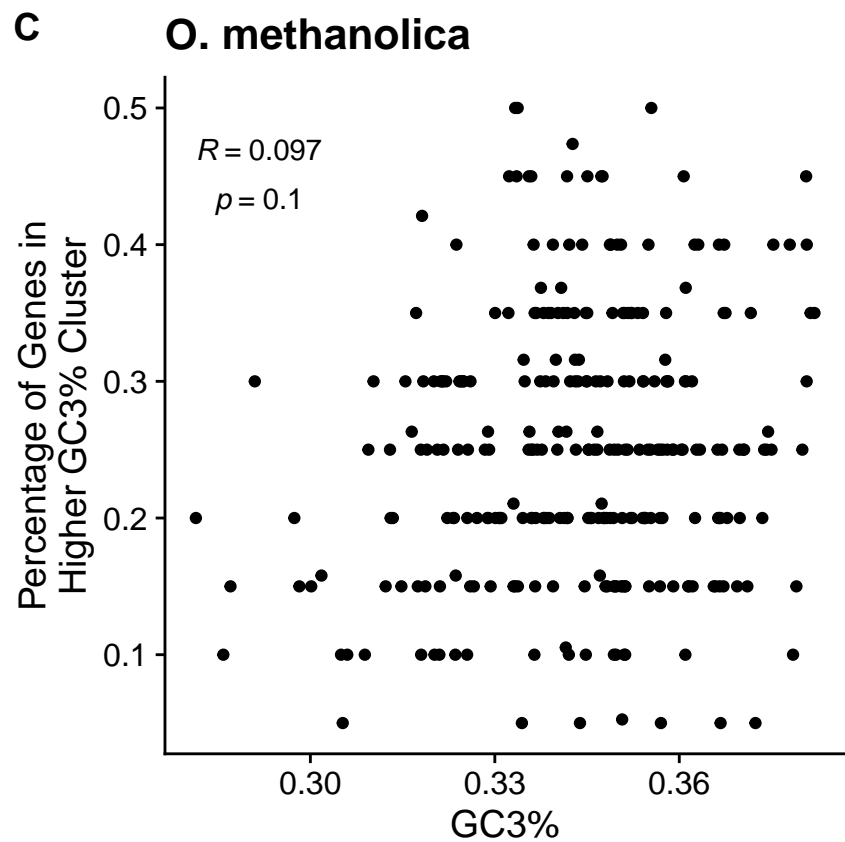 C
O. methanolica
R = 0.097
p = 0.1
Percentage of Genes in
Higher GC3% Cluster
0.5
0.4
0.3
0.2
0.1
0.30
0.33
0.36
GC3%